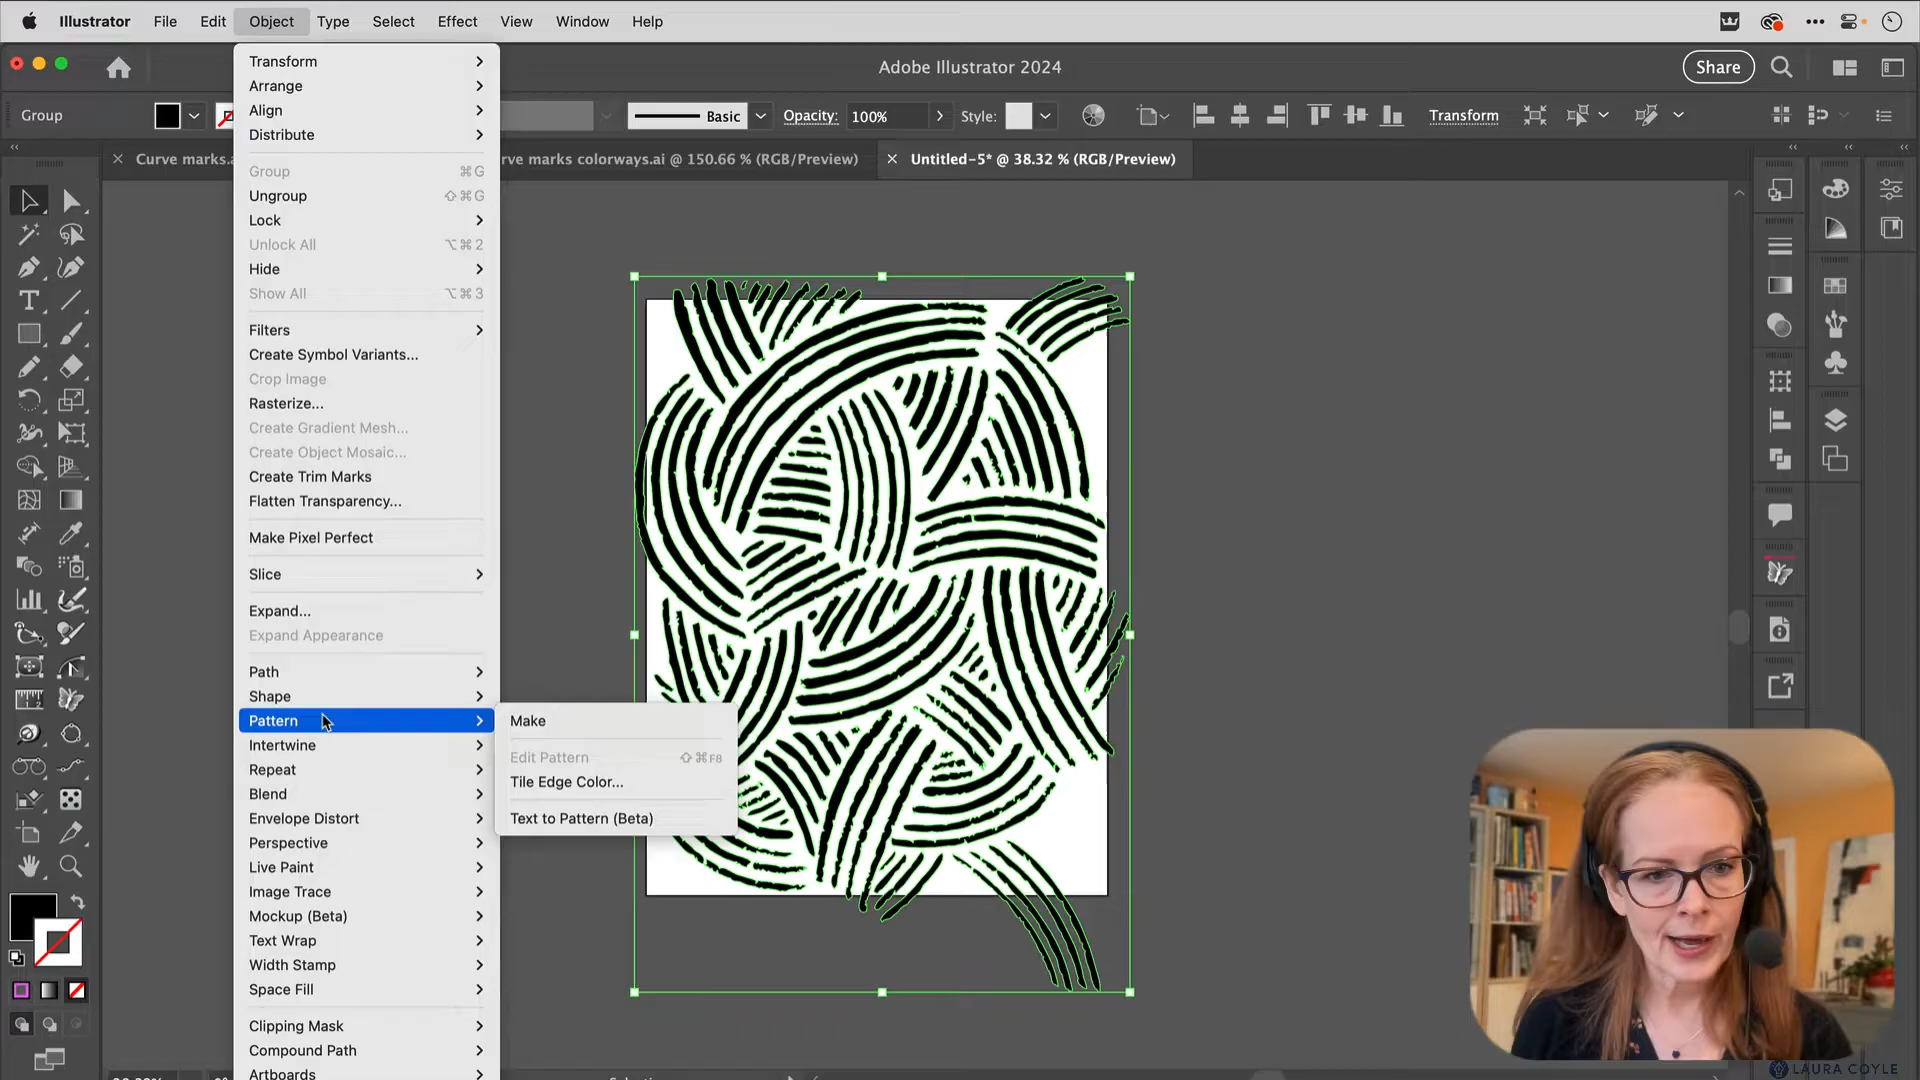 Illustrator File Edit Object Type Select Effect View Window Help
Adobe Illustrator 2024
Share
Group
Basic
Opacity:
100%
Style:
Transform
Curve marks.a
rve marks colorways.ai @ 150.66 % (RGB/Preview)
Untitled-5* @ 38.32 % (RGB/Preview)
Transform
Arrange
Align
Distribute
Group ⌘G
Ungroup ⇧⌘G
Lock
Unlock All ⌥⌘2
Hide
Show All ⌥⌘3
Filters
Create Symbol Variants...
Crop Image
Rasterize...
Create Gradient Mesh...
Create Object Mosaic...
Create Trim Marks
Flatten Transparency...
Make Pixel Perfect
Slice
Expand...
Expand Appearance
Path
Shape
Pattern
Intertwine
Repeat
Blend
Envelope Distort
Perspective
Live Paint
Image Trace
Mockup (Beta)
Text Wrap
Width Stamp
Space Fill
Clipping Mask
Compound Path
Artboards
Make
Edit Pattern ⇧⌘F8
Tile Edge Color...
Text to Pattern (Beta)
LAURA COYLE